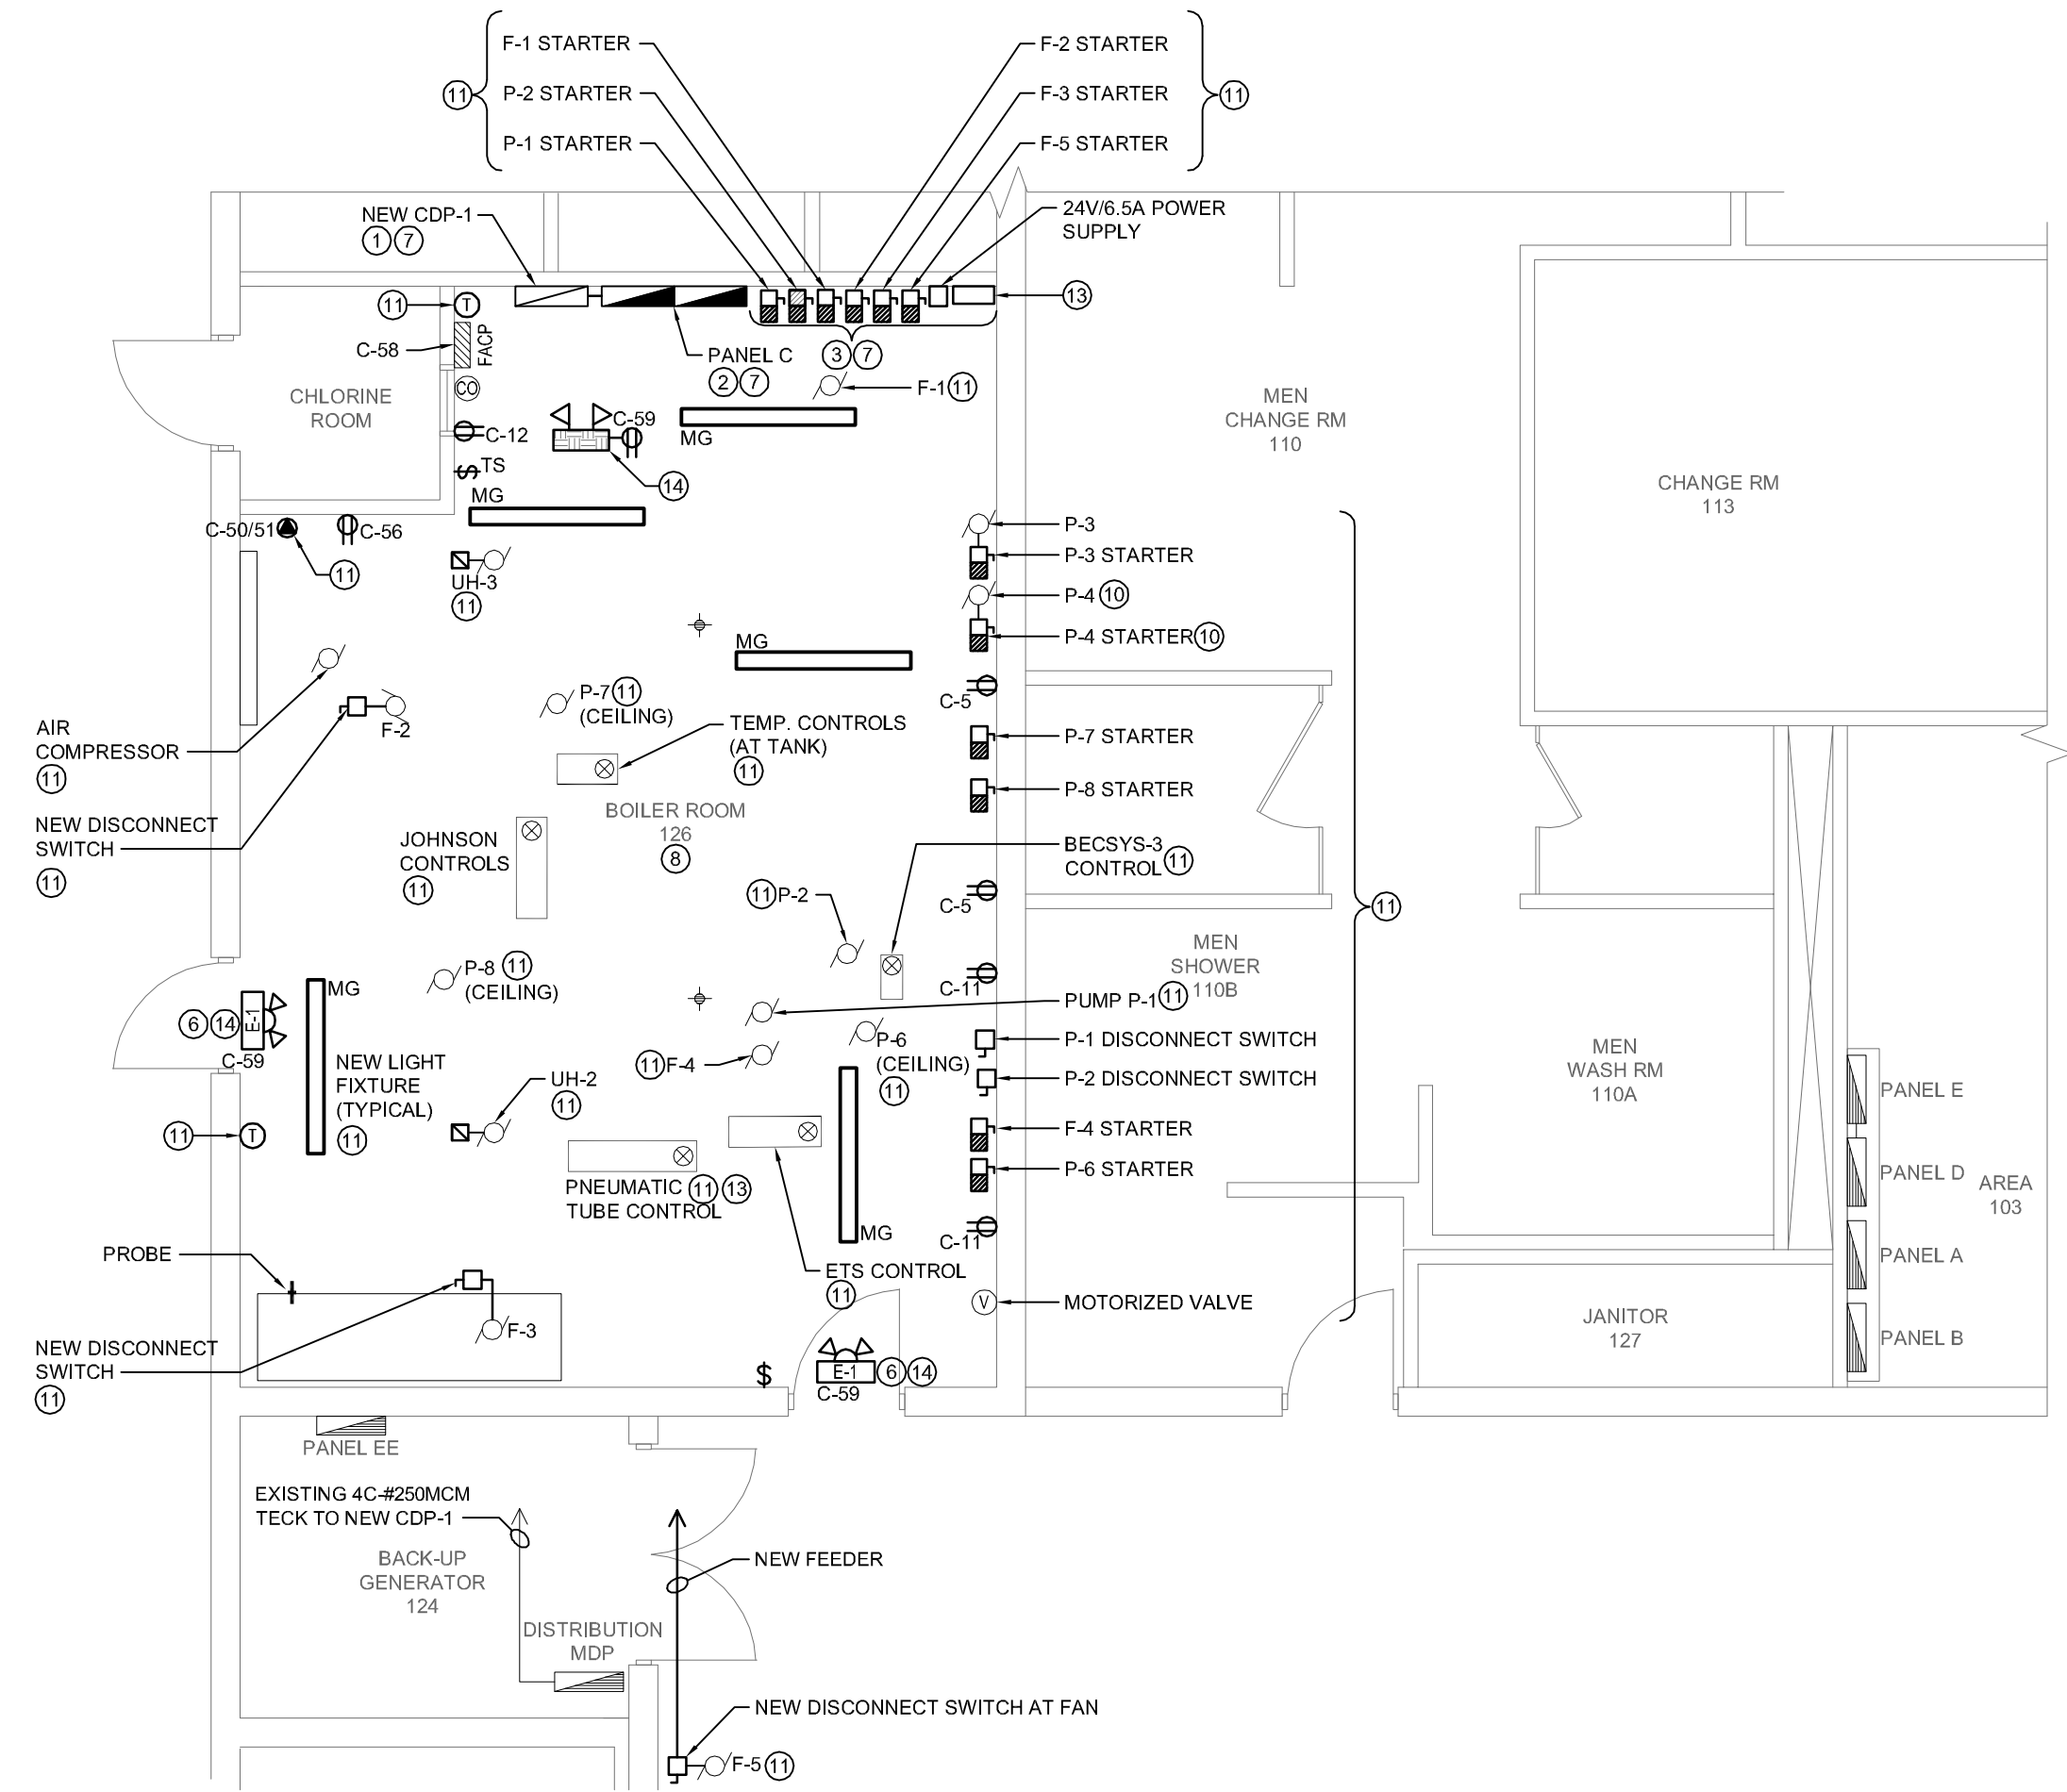 F-1 STARTER
P-2 STARTER
P-1 STARTER
11
F-2 STARTER
F-3 STARTER
F-5 STARTER
11
NEW CDP-1
1 7
24V/6.5A POWER
SUPPLY
11
T
13
C-58
FACP
PANEL C
2 7
3 7
F-1 11
CO
CHLORINE
ROOM
C-12
C-59
MG
TS
14
MG
MEN
CHANGE RM
110
CHANGE RM
113
C-50/51
C-56
11
UH-3
11
P-3
P-3 STARTER
P-4 10
P-4 STARTER 10
MG
C-5
P-7 11
(CEILING)
F-2
AIR
COMPRESSOR
11
TEMP. CONTROLS
(AT TANK)
11
P-7 STARTER
P-8 STARTER
NEW DISCONNECT
SWITCH
11
JOHNSON
CONTROLS
11
BOILER ROOM
126
8
BECSYS-3
CONTROL 11
11 P-2
C-5
11
MEN
SHOWER
110B
P-8 11
(CEILING)
C-11
MG
6 14
E-1
C-59
PUMP P-1 11
P-6
(CEILING)
11
11 F-4
P-1 DISCONNECT SWITCH
P-2 DISCONNECT SWITCH
NEW LIGHT
FIXTURE
(TYPICAL)
11
UH-2
11
11
T
F-4 STARTER
P-6 STARTER
MEN
WASH RM
110A
PANEL E
PANEL D
PANEL A
PANEL B
AREA
103
PNEUMATIC 11 13
TUBE CONTROL
MG
C-11
PROBE
ETS CONTROL
11
V
MOTORIZED VALVE
JANITOR
127
F-3
NEW DISCONNECT
SWITCH
11
$
E-1 6 14
C-59
PANEL EE
EXISTING 4C-#250MCM
TECK TO NEW CDP-1
BACK-UP
GENERATOR
124
NEW FEEDER
DISTRIBUTION
MDP
NEW DISCONNECT SWITCH AT FAN
F-5 11